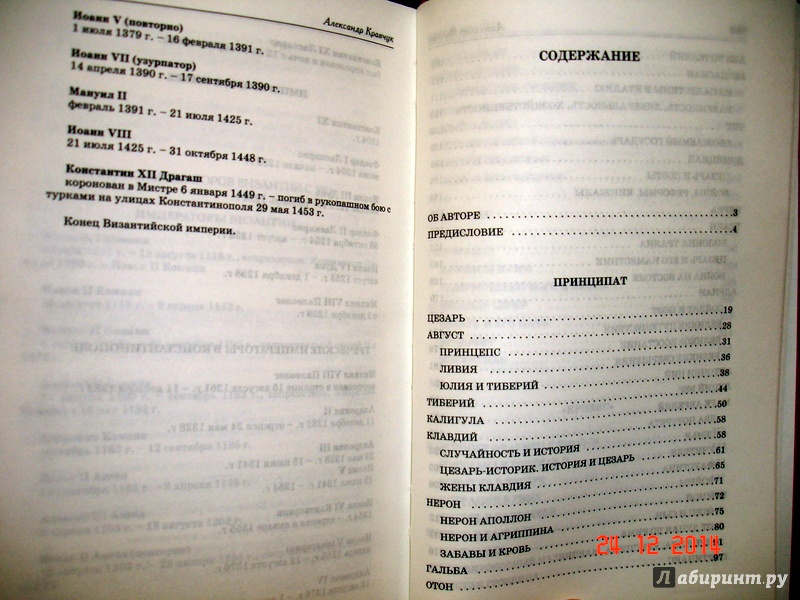 Александр Кравчук
Иоанн V (повторно)
1 июля 1379 г. – 16 февраля 1391 г.
Иоанн VII (узурпатор)
14 апреля 1390 г. – 17 сентября 1390 г.
Мануил II
февраль 1391 г. – 21 июля 1425 г.
Иоанн VIII
21 июля 1425 г. – 31 октября 1448 г.
Константин XII Драгаш
коронован в Мистре 6 января 1449 г. – погиб в рукопашном бою с
турками на улицах Константинополя 29 мая 1453 г.
Конец Византийской империи.
СОДЕРЖАНИЕ
ОБ АВТОРЕ 3
ПРЕДИСЛОВИЕ 4
ПРИНЦИПАТ
ЦЕЗАРЬ 19
АВГУСТ 28
ПРИНЦЕПС 31
ЛИВИЯ 36
ЮЛИЯ И ТИБЕРИЙ 38
ТИБЕРИЙ 44
КАЛИГУЛА 50
КЛАВДИЙ 58
СЛУЧАЙНОСТЬ И ИСТОРИЯ 58
ЦЕЗАРЬ-ИСТОРИК. ИСТОРИЯ И ЦЕЗАРЬ 61
ЖЕНЫ КЛАВДИЯ 65
НЕРОН 71
НЕРОН АПОЛЛОН 72
НЕРОН И АГРИППИНА 75
ЗАБАВЫ И КРОВЬ 80
ГАЛЬБА
ОТОН 97
24 12 2014
Лабиринт.ру